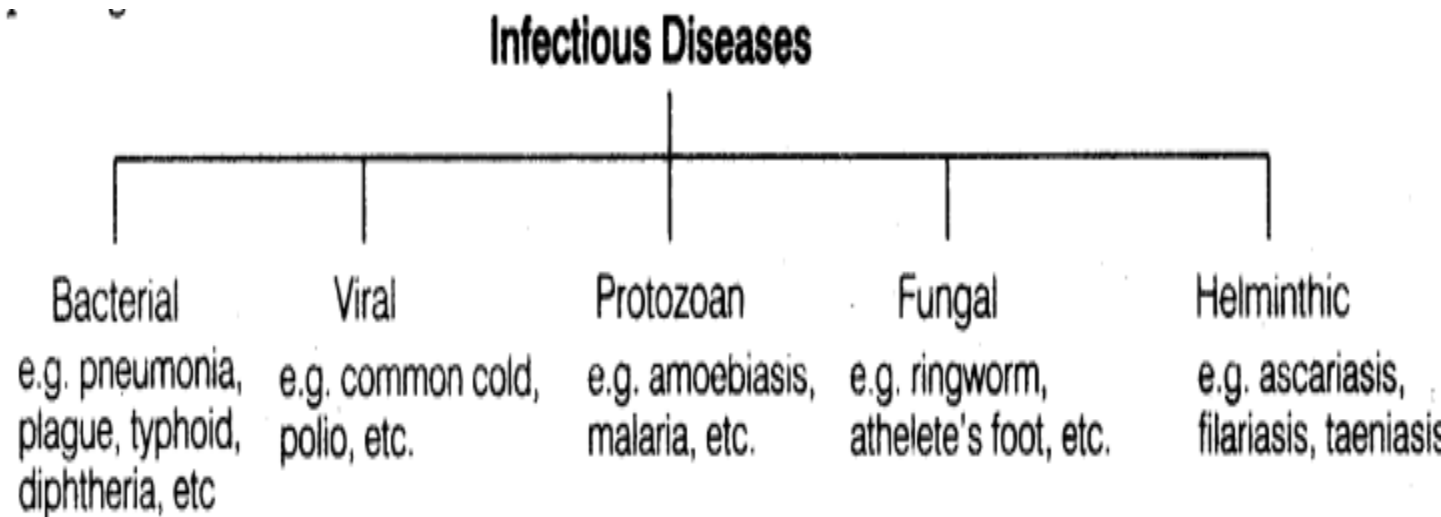 Infectious Diseases
Bacterial
e.g. pneumonia,
plague, typhoid,
diphtheria, etc
Viral
e.g. common cold,
polio, etc.
Protozoan
e.g. amoebiasis,
malaria, etc.
Fungal
e.g. ringworm,
athelete's foot, etc.
Helminthic
e.g. ascariasis,
filariasis, taeniasis